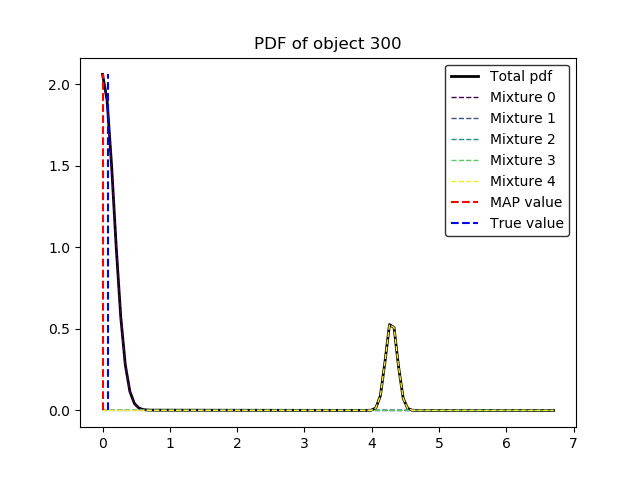 PDF of object 300
Total pdf
Mixture 0
Mixture 1
Mixture 2
Mixture 3
Mixture 4
MAP value
True value
2.0
1.5
1.0
0.5
0.0
0 1 2 3 4 5 6 7